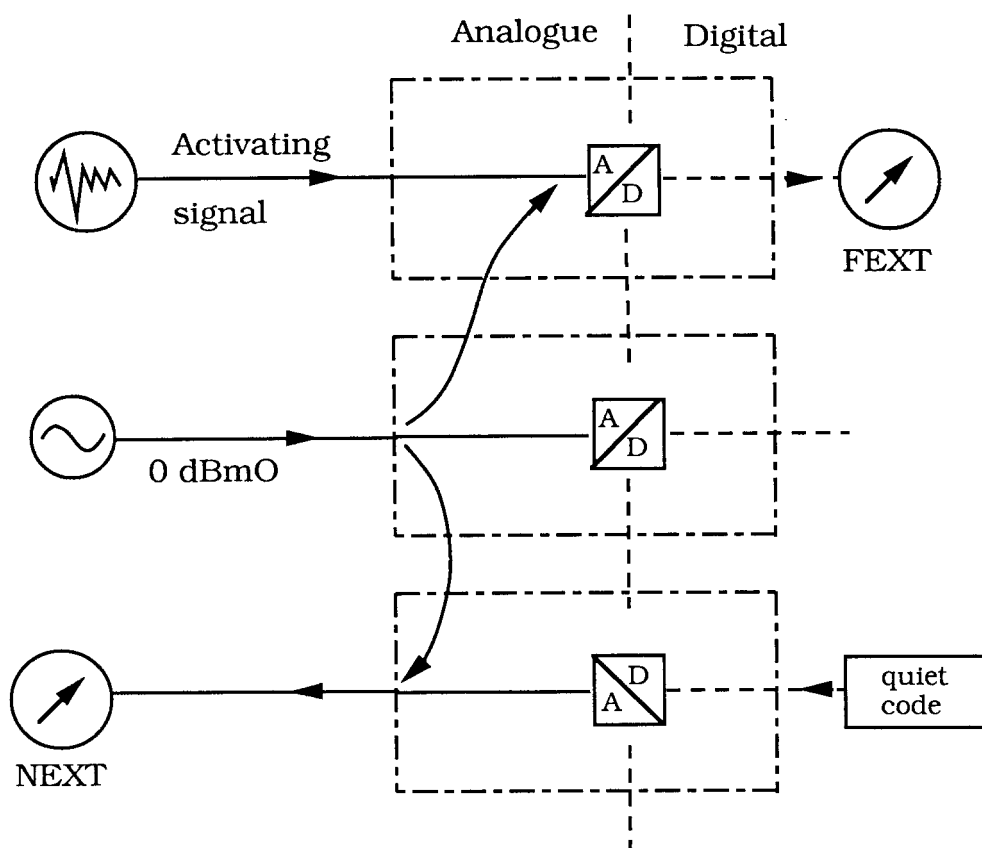 Analogue Digital
Activating
signal
A
D
FEXT
A
D
0 dBmO
D
A
quiet
code
NEXT